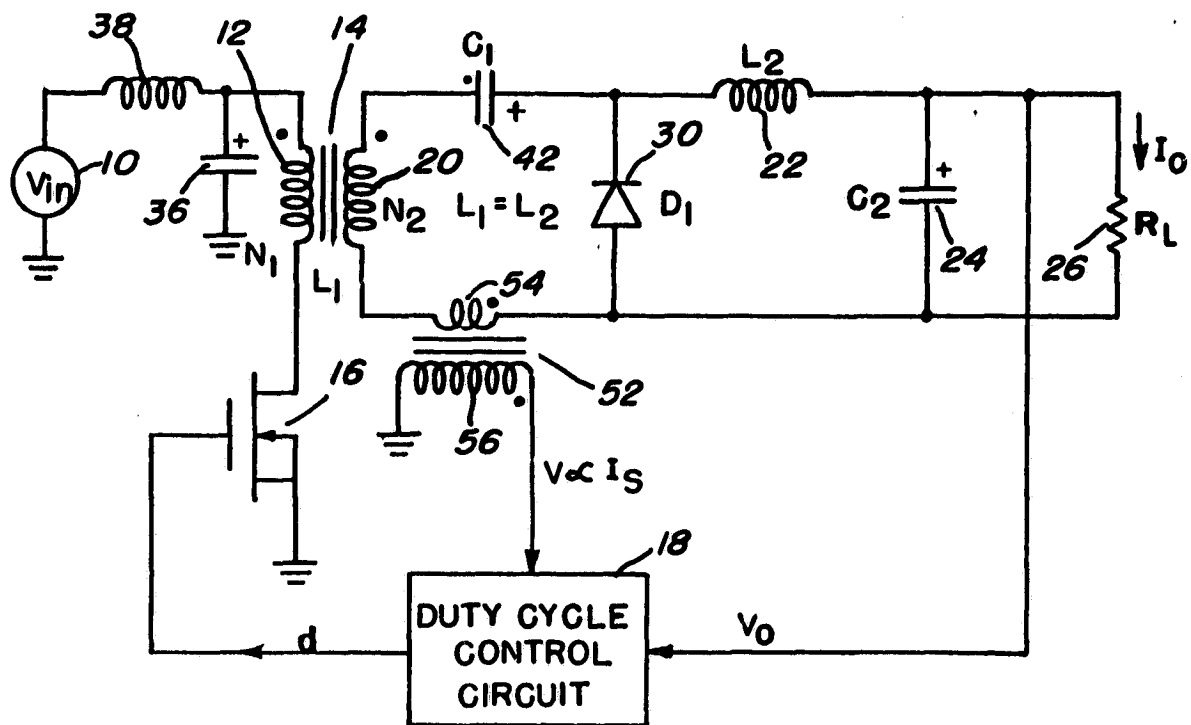 38
12
14
C1
L2
+
+
+
30
20
42
22
10
Vin
36
N2
L1 = L2
D1
C2
24
IO
RL
26
N1
L1
54
16
52
56
V∝ IS
18
DUTY CYCLE
CONTROL
CIRCUIT
d
VO